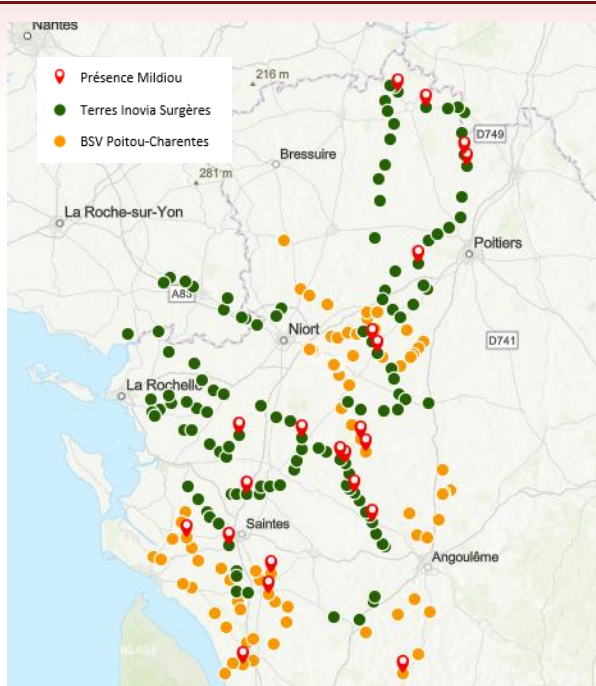 Nantes
Présence Mildiou
Terres Inovia Surgères
BSV Poitou-Charentes
216 m
D749
Bressuire
281 m
La Roche-sur-Yon
Poitiers
A83
Niort
D741
La Rochelle
Saintes
Angoulême